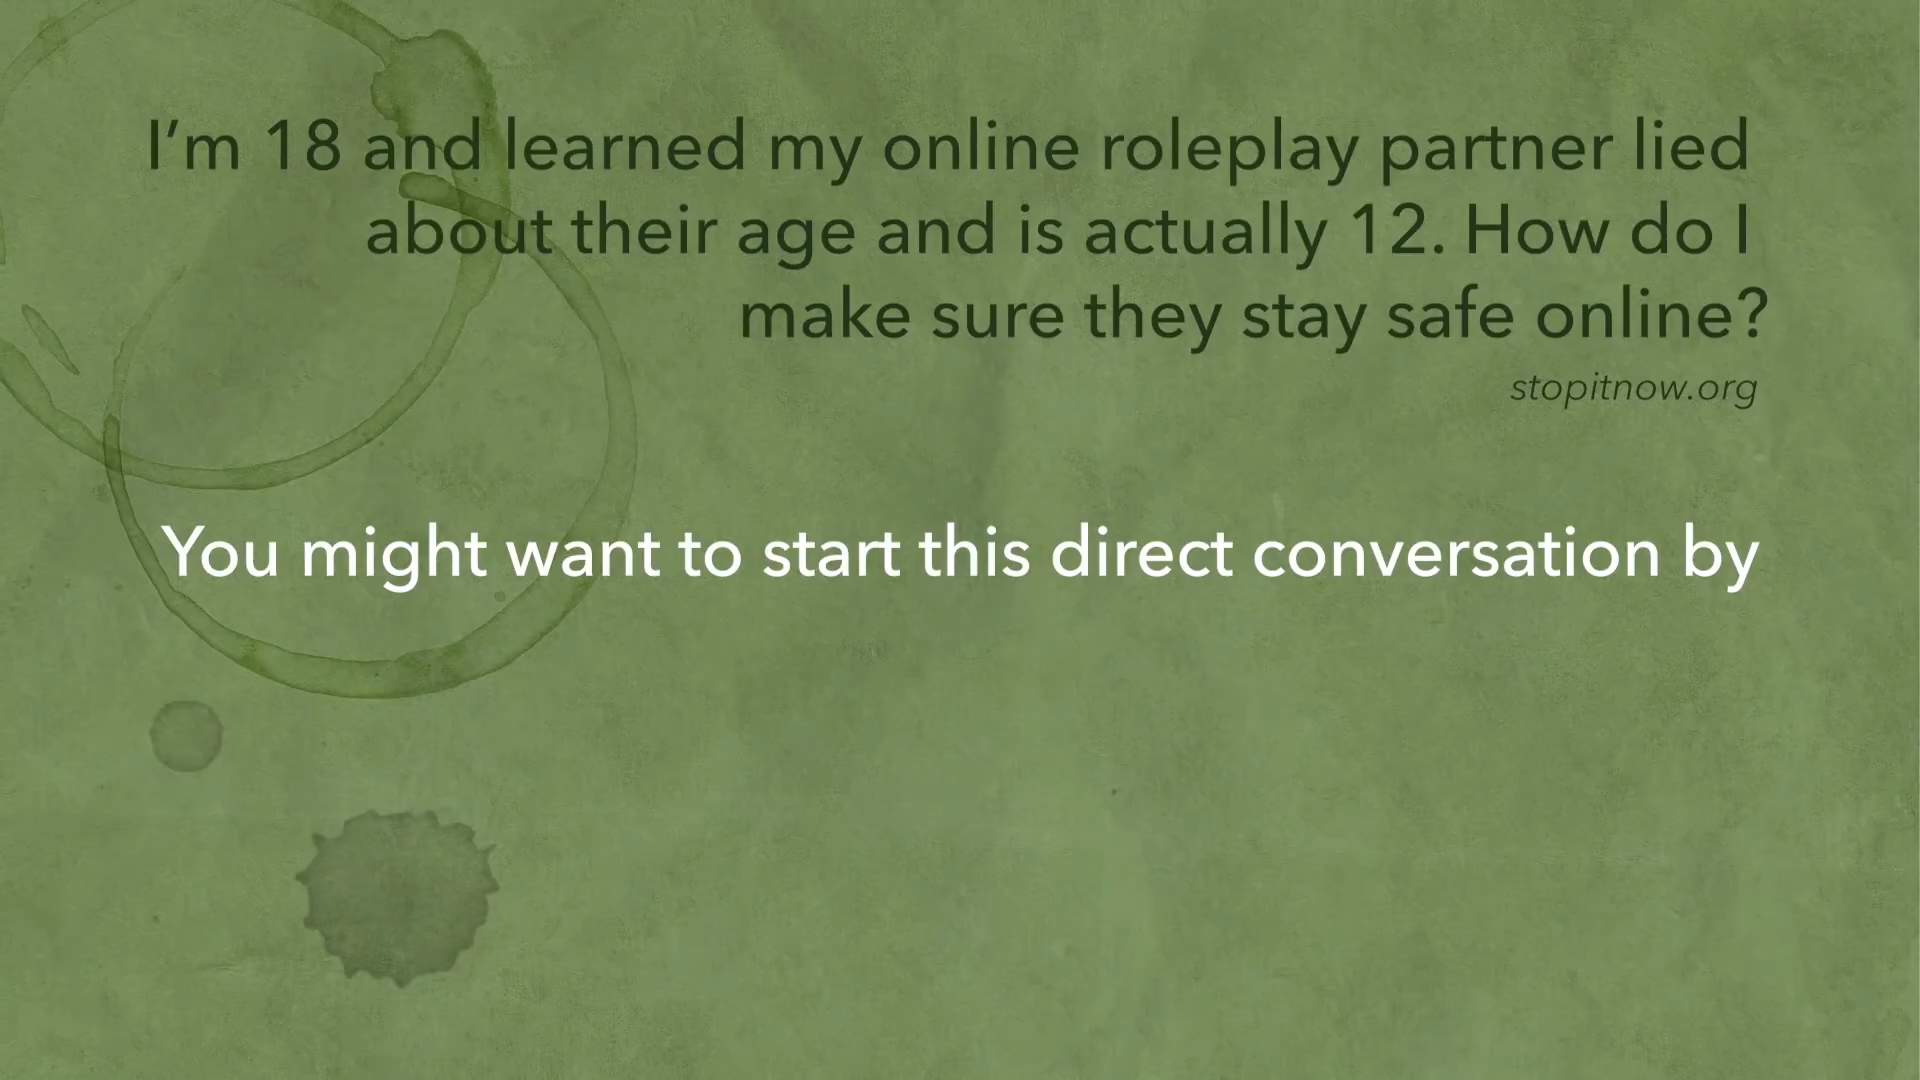 I’m 18 and learned my online roleplay partner lied
about their age and is actually 12. How do I
make sure they stay safe online?
stopitnow.org
You might want to start this direct conversation by